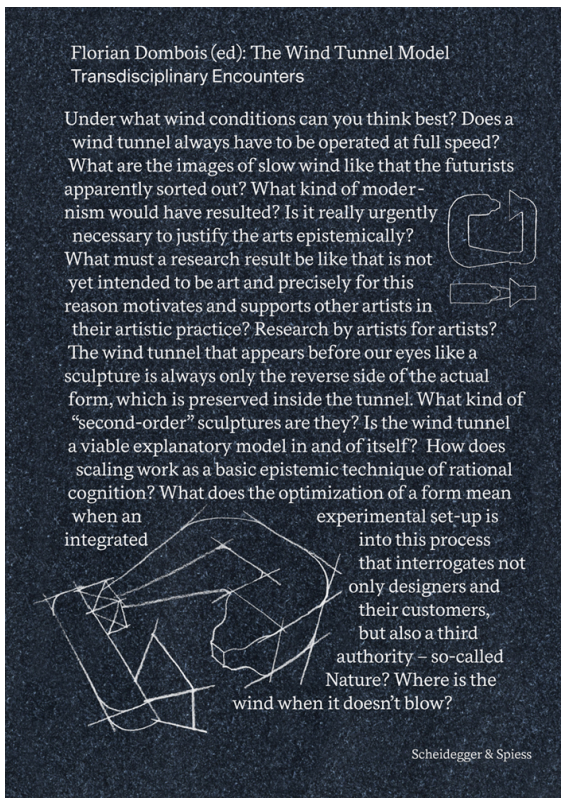 Florian Dombois (ed): The Wind Tunnel Model
Transdisciplinary Encounters
Under what wind conditions can you think best? Does a
wind tunnel always have to be operated at full speed?
What are the images of slow wind like that the futurists
apparently sorted out? What kind of moder-
nism would have resulted? Is it really urgently
necessary to justify the arts epistemically?
What must a research result be like that is not
yet intended to be art and precisely for this
reason motivates and supports other artists in
their artistic practice? Research by artists for artists?
The wind tunnel that appears before our eyes like a
sculpture is always only the reverse side of the actual
form, which is preserved inside the tunnel. What kind of
“second-order” sculptures are they? Is the wind tunnel
a viable explanatory model in and of itself? How does
scaling work as a basic epistemic technique of rational
cognition? What does the optimization of a form mean
when an experimental set-up is
integrated into this process
that interrogates not
only designers and
their customers,
but also a third
authority – so-called
Nature? Where is the
wind when it doesn’t blow?
Scheidegger & Spiess